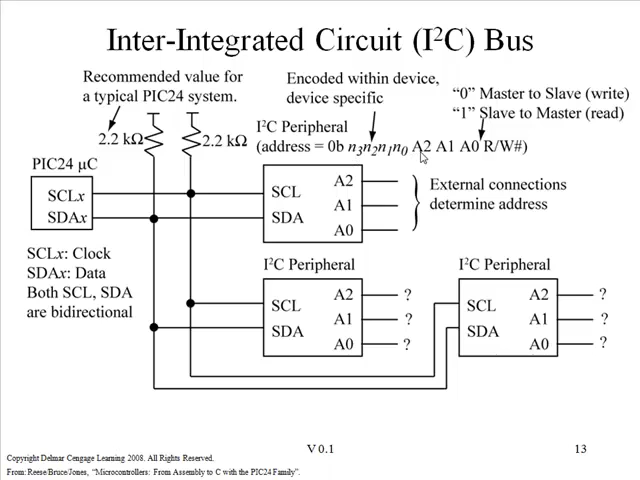 Inter-Integrated Circuit (I²C) Bus
Recommended value for
a typical PIC24 system.
Encoded within device,
device specific
“0” Master to Slave (write)
“1” Slave to Master (read)
2.2 kΩ
2.2 kΩ
I²C Peripheral
(address = 0b n₃n₂n₁n₀ A2 A1 A0 R/W#)
PIC24 µC
SCLx
SDAx
SCL
SDA
A2
A1
A0
External connections
determine address
SCLx: Clock
SDAx: Data
Both SCL, SDA
are bidirectional
I²C Peripheral
SCL
SDA
A2 ?
A1 ?
A0 ?
I²C Peripheral
SCL
SDA
A2 ?
A1 ?
A0 ?
V 0.1
13
Copyright Delmar Cengage Learning 2008. All Rights Reserved.
From: Reese/Bruce/Jones, “Microcontrollers: From Assembly to C with the PIC24 Family”.